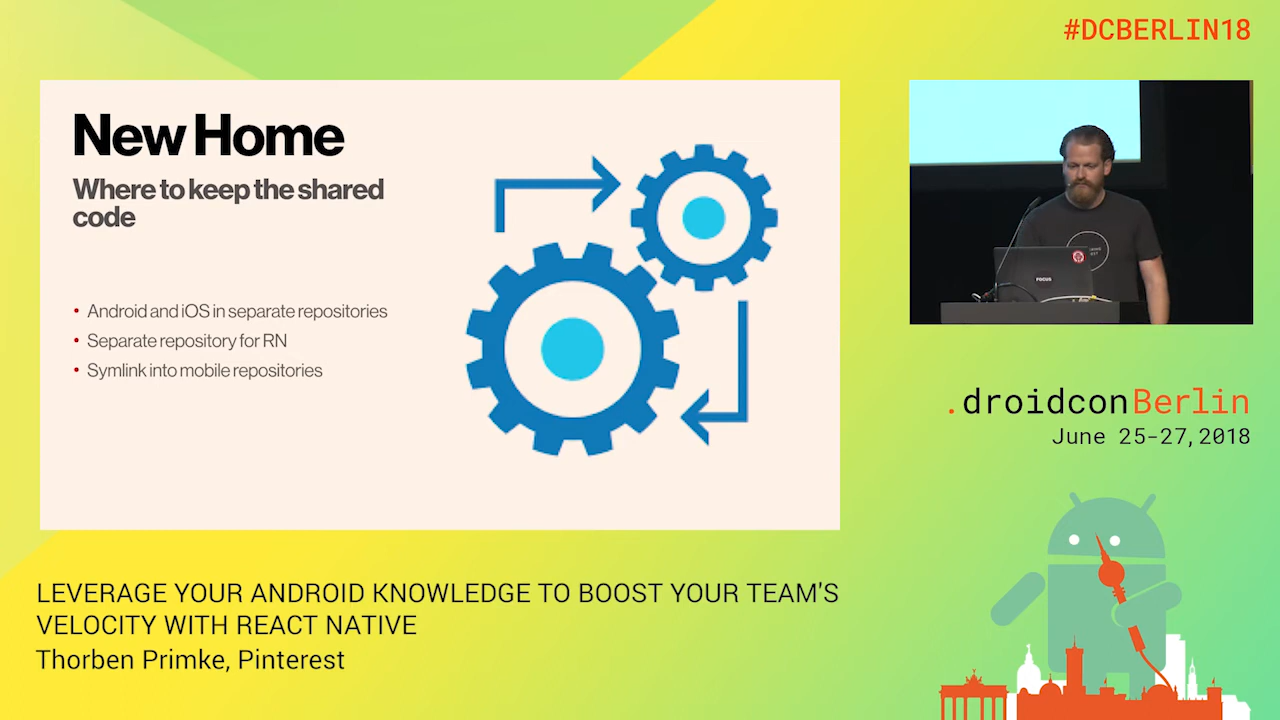 #DCBERLIN18
New Home
Where to keep the shared
code
• Android and iOS in separate repositories
• Separate repository for RN
• Symlink into mobile repositories
FOCUS
.droidconBerlin
June 25-27, 2018
LEVERAGE YOUR ANDROID KNOWLEDGE TO BOOST YOUR TEAM'S
VELOCITY WITH REACT NATIVE
Thorben Primke, Pinterest